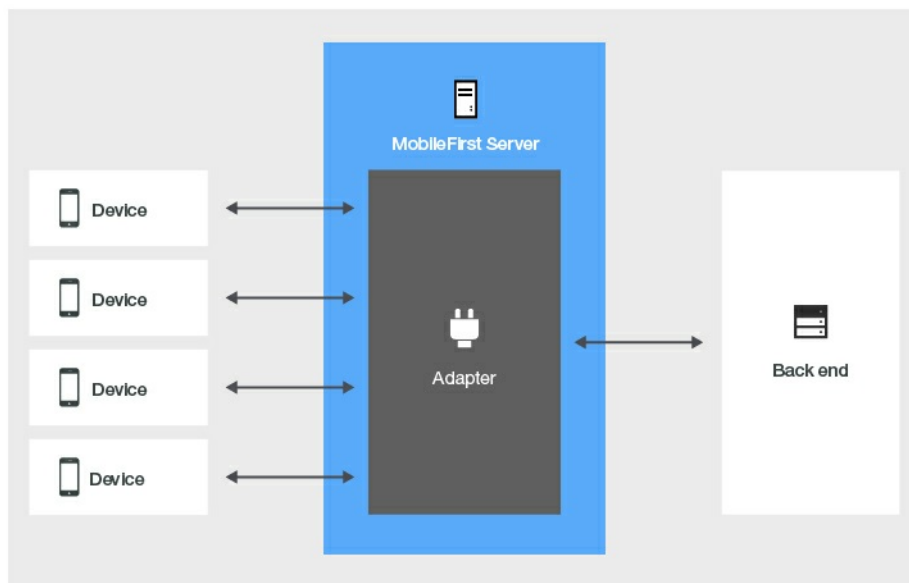 MobileFirst Server
Device
Device
Device
Device
Adapter
Back end